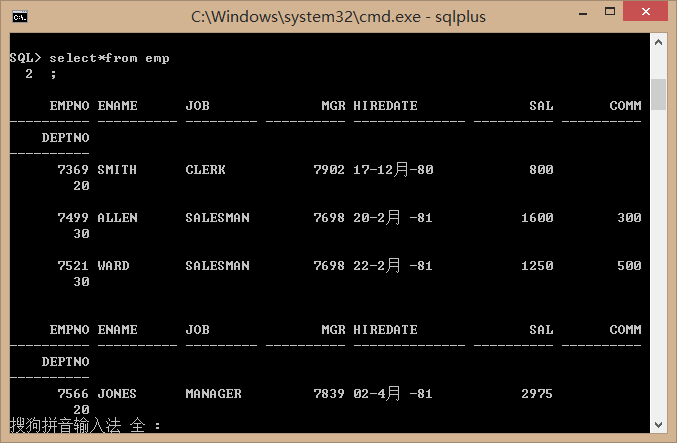 C:\Windows\system32\cmd.exe - sqlplus
SQL> select*from emp
2 ;
EMPNO ENAME JOB MGR HIREDATE SAL COMM
---------- ---------- --------- ---------- -------------- ---------- ----------
DEPTNO
----------
7369 SMITH CLERK 7902 17-12月-80 800
20
7499 ALLEN SALESMAN 7698 20-2月 -81 1600 300
30
7521 WARD SALESMAN 7698 22-2月 -81 1250 500
30
EMPNO ENAME JOB MGR HIREDATE SAL COMM
---------- ---------- --------- ---------- -------------- ---------- ----------
DEPTNO
----------
7566 JONES MANAGER 7839 02-4月 -81 2975
20
搜狗拼音输入法 全 :